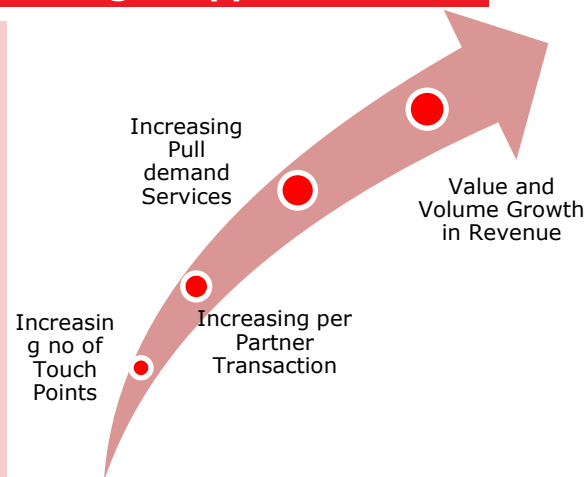 Increasing
Pull
demand
Services
Value and
Volume Growth
in Revenue
Increasin
g no of
Touch
Points
Increasing per
Partner
Transaction